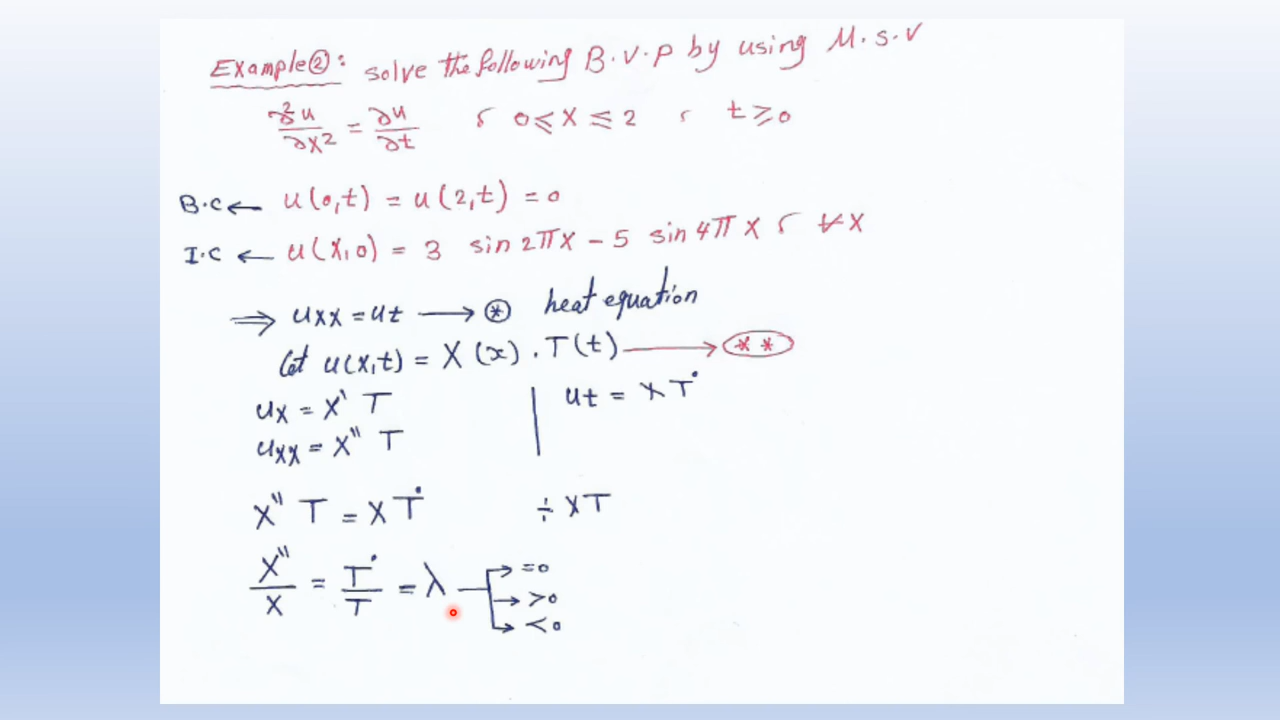 Example②: solve the following B.V.P by using M.S.V
∂²u/∂x² = ∂u/∂t , 0 ≤ x ≤ 2 , t ≥ 0
B.C ← u(0,t) = u(2,t) = 0
I.C ← u(x,0) = 3 sin 2πx − 5 sin 4πx , ∀x
⇒ uxx = ut ⟶ ⊛ heat equation
let u(x,t) = X(x) . T(t) ⟶ (**)
ux = X' T | ut = X Ṫ
uxx = X'' T
X'' T = X Ṫ ÷ XT
X''/X = Ṫ/T = λ → = 0
→ > 0
→ < 0